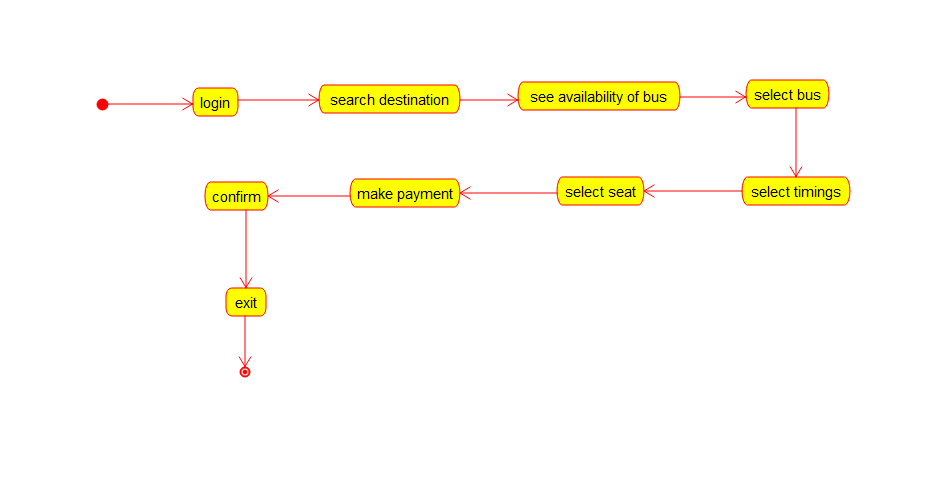 login
search destination
see availability of bus
select bus
select timings
select seat
make payment
confirm
exit